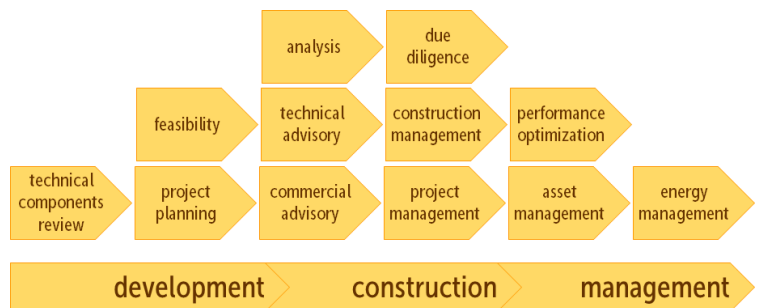 analysis
due
diligence
feasibility
technical
advisory
construction
management
performance
optimization
technical
components
review
project
planning
commercial
advisory
project
management
asset
management
energy
management
development
construction
management